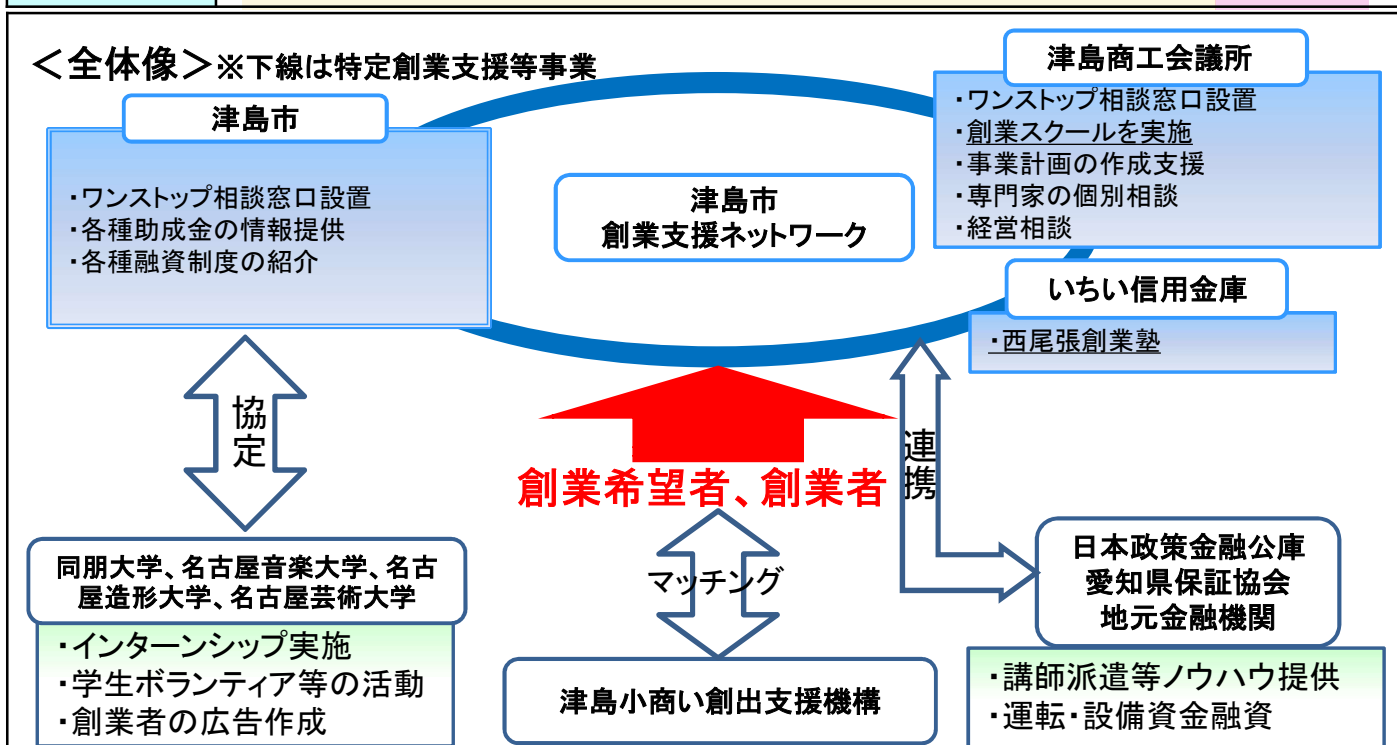 ＜全体像＞※下線は特定創業支援等事業
津島市
・ワンストップ相談窓口設置
・各種助成金の情報提供
・各種融資制度の紹介
津島市
創業支援ネットワーク
津島商工会議所
・ワンストップ相談窓口設置
・創業スクールを実施
・事業計画の作成支援
・専門家の個別相談
・経営相談
いちい信用金庫
・西尾張創業塾
協定
創業希望者、創業者
連携
マッチング
同朋大学、名古屋音楽大学、名古
屋造形大学、名古屋芸術大学
・インターンシップ実施
・学生ボランティア等の活動
・創業者の広告作成
津島小商い創出支援機構
日本政策金融公庫
愛知県保証協会
地元金融機関
・講師派遣等ノウハウ提供
・運転・設備資金融資